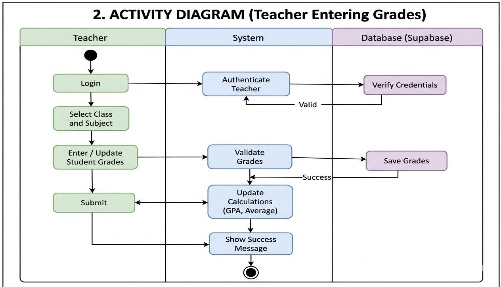 2. ACTIVITY DIAGRAM (Teacher Entering Grades)
Teacher
System
Database (Supabase)
Login
Authenticate
Teacher
Verify Credentials
Valid
Select Class
and Subject
Enter / Update
Student Grades
Validate
Grades
Save Grades
Success
Submit
Update
Calculations
(GPA, Average)
Show Success
Message